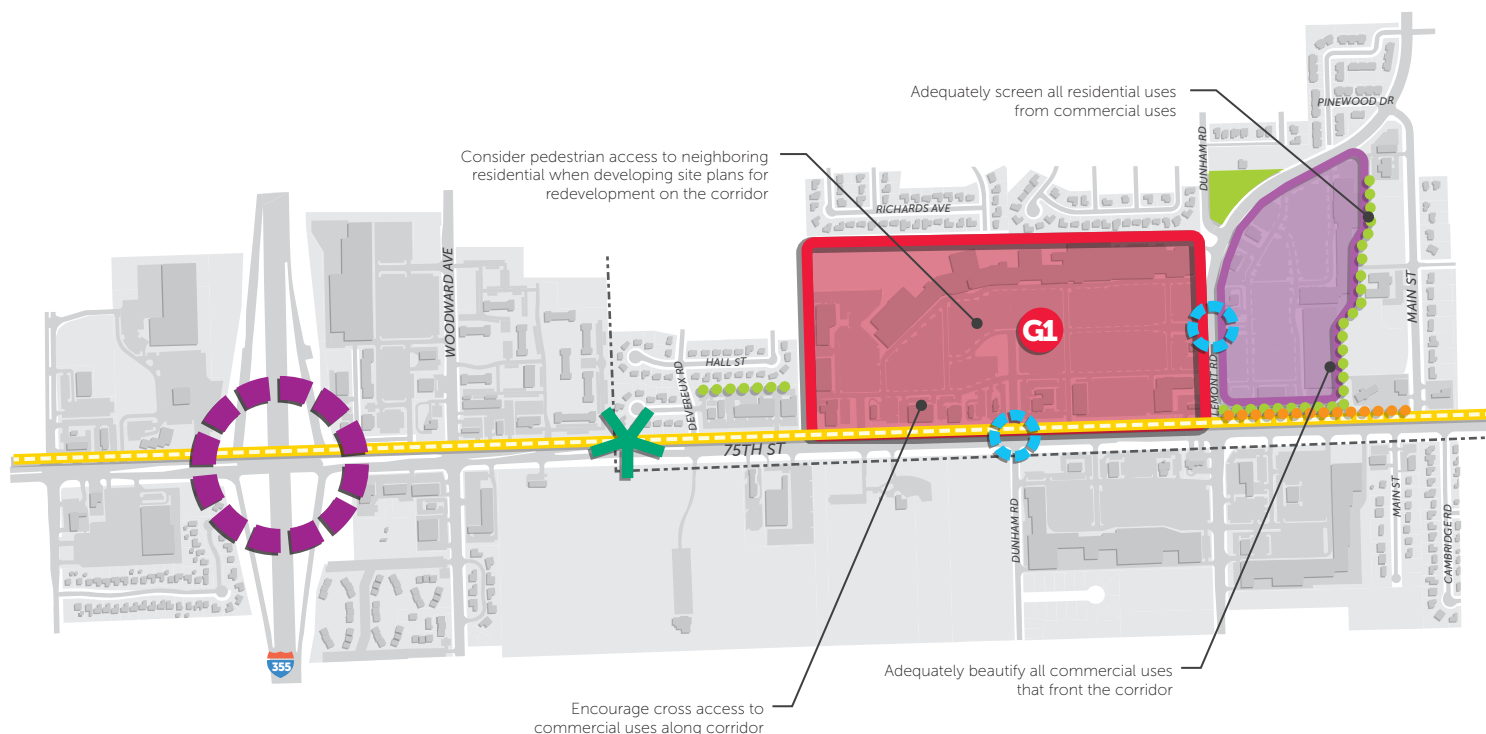 Adequately screen all residential uses
from commercial uses
PINEWOOD DR
DUNHAM RD
Consider pedestrian access to neighboring
residential when developing site plans for
redevelopment on the corridor
RICHARDS AVE
WOODWARD AVE
MAIN ST
G1
HALL ST
DEVEREUX RD
LEMONT RD
75TH ST
MAIN ST
DUNHAM RD
CAMBRIDGE RD
355
Adequately beautify all commercial uses
that front the corridor
Encourage cross access to
commercial uses along corridor